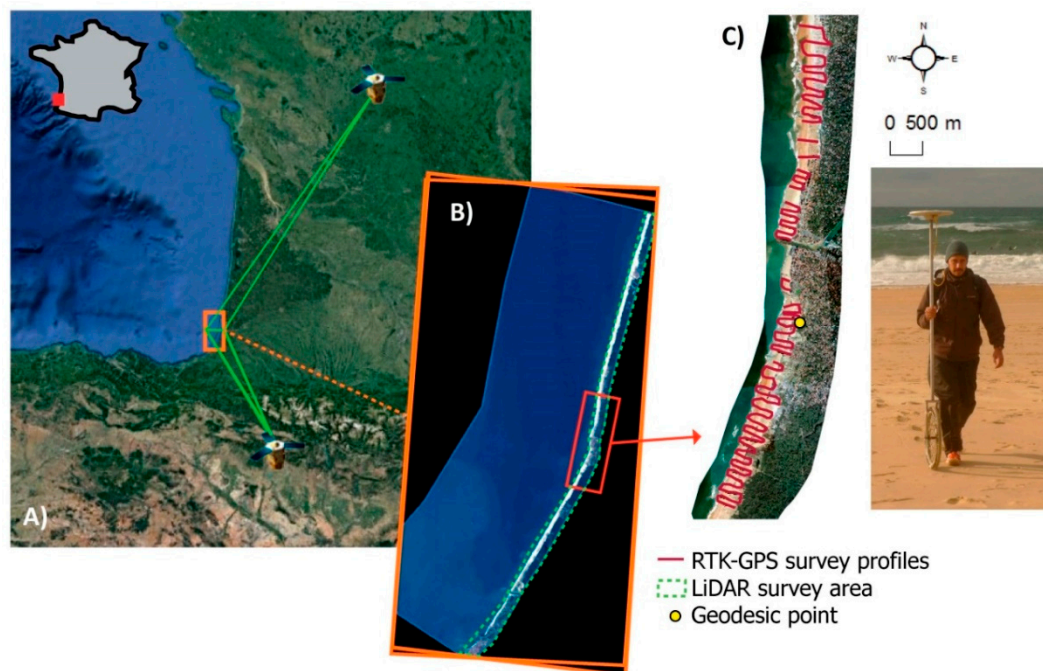 A)
B)
C)
N
W E
S
0 500 m
RTK-GPS survey profiles
LiDAR survey area
Geodesic point